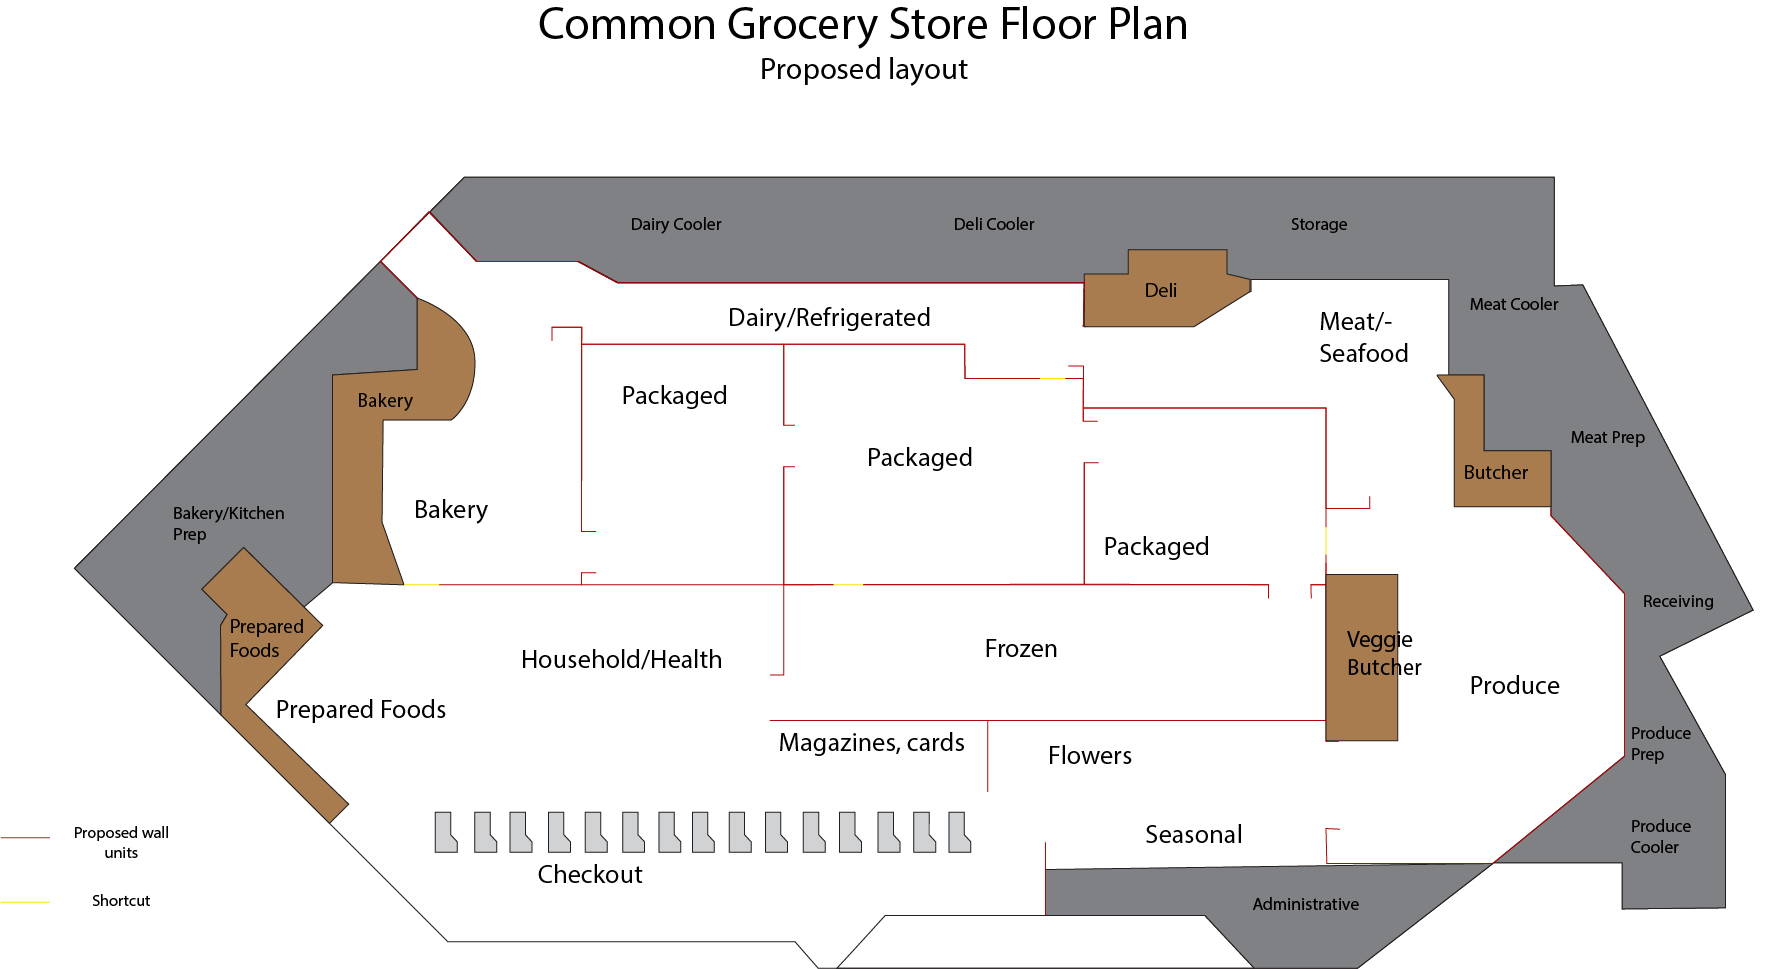 Common Grocery Store Floor Plan
Proposed layout
Dairy Cooler
Deli Cooler
Storage
Deli
Meat Cooler
Dairy/Refrigerated
Meat/-
Seafood
Packaged
Bakery
Packaged
Meat Prep
Butcher
Bakery
Bakery/Kitchen
Prep
Packaged
Receiving
Prepared
Foods
Household/Health
Frozen
Veggie
Butcher
Produce
Prepared Foods
Magazines, cards
Flowers
Produce
Prep
Proposed wall
units
Seasonal
Produce
Cooler
Checkout
Shortcut
Administrative